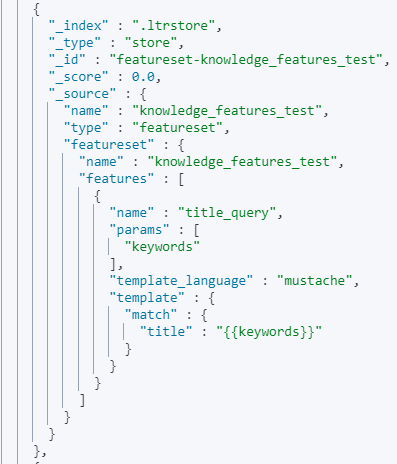 {
"_index" : ".ltrstore",
"_type" : "store",
"_id" : "featureset-knowledge_features_test",
"_score" : 0.0,
"_source" : {
"name" : "knowledge_features_test",
"type" : "featureset",
"featureset" : {
"name" : "knowledge_features_test",
"features" : [
{
"name" : "title_query",
"params" : [
"keywords"
],
"template_language" : "mustache",
"template" : {
"match" : {
"title" : "{{keywords}}"
}
}
}
]
}
}
},